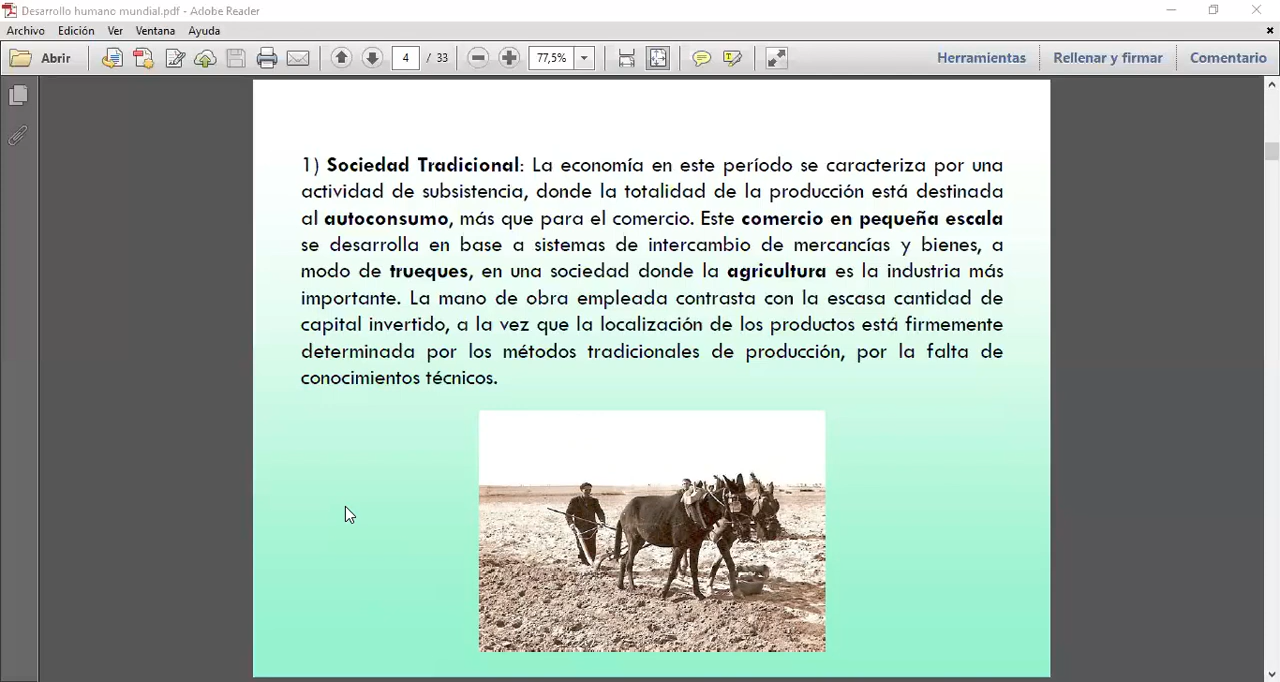 Desarrollo humano mundial.pdf - Adobe Reader
Archivo Edición Ver Ventana Ayuda
Abrir 4 / 33 77,5% Herramientas Rellenar y firmar Comentario
1) Sociedad Tradicional: La economía en este período se caracteriza por una
actividad de subsistencia, donde la totalidad de la producción está destinada
al autoconsumo, más que para el comercio. Este comercio en pequeña escala
se desarrolla en base a sistemas de intercambio de mercancías y bienes, a
modo de trueques, en una sociedad donde la agricultura es la industria más
importante. La mano de obra empleada contrasta con la escasa cantidad de
capital invertido, a la vez que la localización de los productos está firmemente
determinada por los métodos tradicionales de producción, por la falta de
conocimientos técnicos.